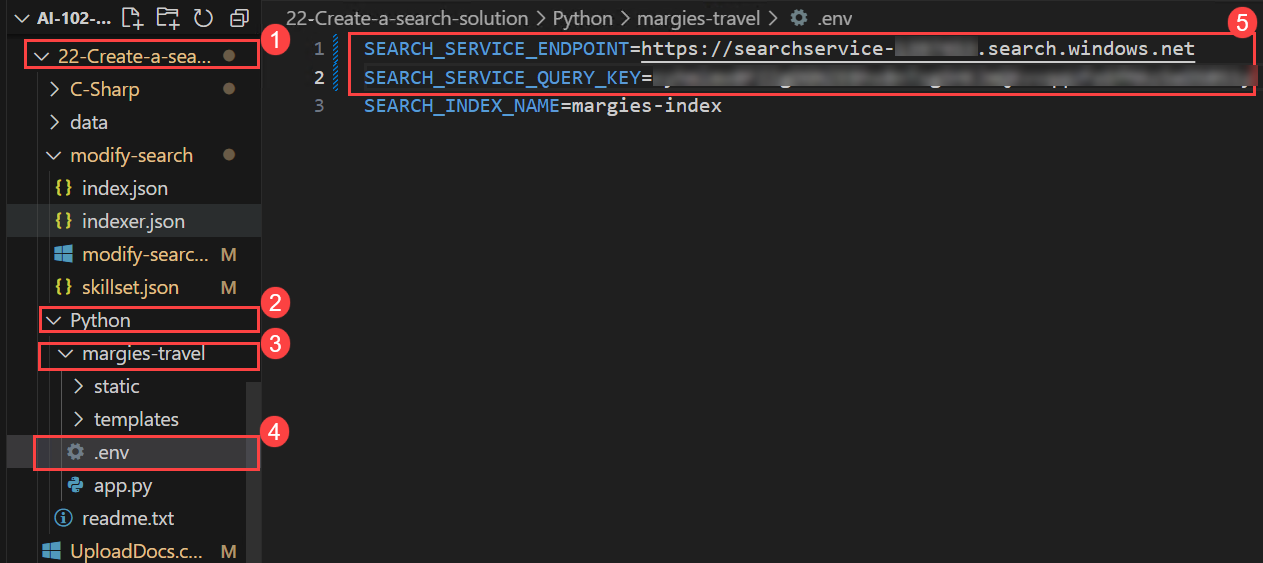 AI-102-...
22-Create-a-sea...
C-Sharp
data
modify-search
{} index.json
{} indexer.json
modify-searc... M
{} skillset.json M
Python
margies-travel
static
templates
.env
app.py
readme.txt
UploadDocs.c... M
1
2
3
4
22-Create-a-search-solution > Python > margies-travel > .env
5
1 SEARCH_SERVICE_ENDPOINT=https://searchservice- .search.windows.net
2 SEARCH_SERVICE_QUERY_KEY=
3 SEARCH_INDEX_NAME=margies-index